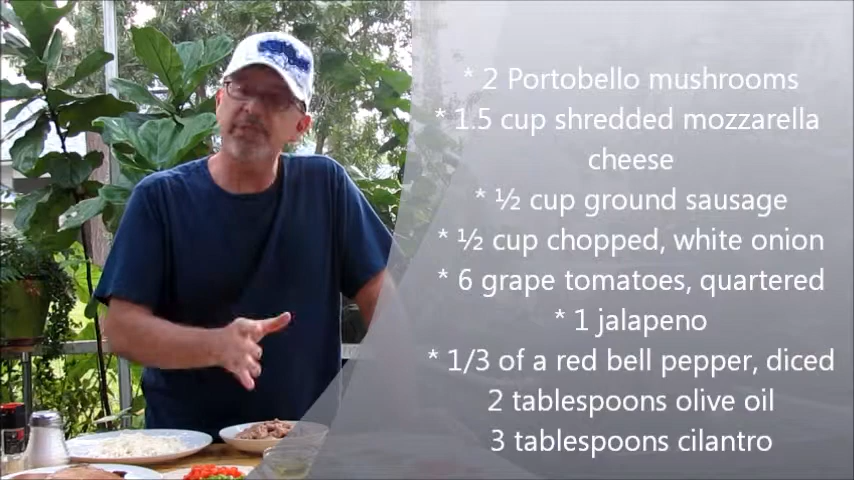 * 2 Portobello mushrooms
* 1.5 cup shredded mozzarella
cheese
* ½ cup ground sausage
* ½ cup chopped, white onion
* 6 grape tomatoes, quartered
* 1 jalapeno
* 1/3 of a red bell pepper, diced
2 tablespoons olive oil
3 tablespoons cilantro